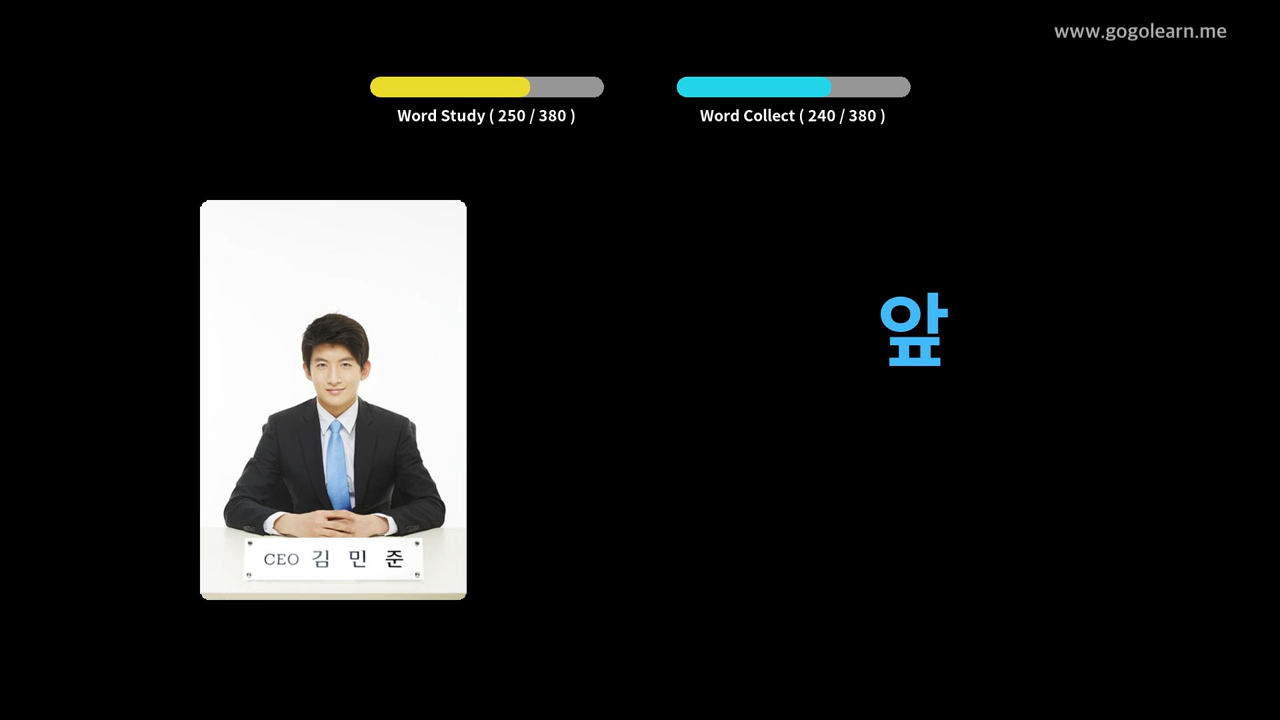 www.gogolearn.me
Word Study ( 250 / 380 )
Word Collect ( 240 / 380 )
앞
CEO 김 민 준